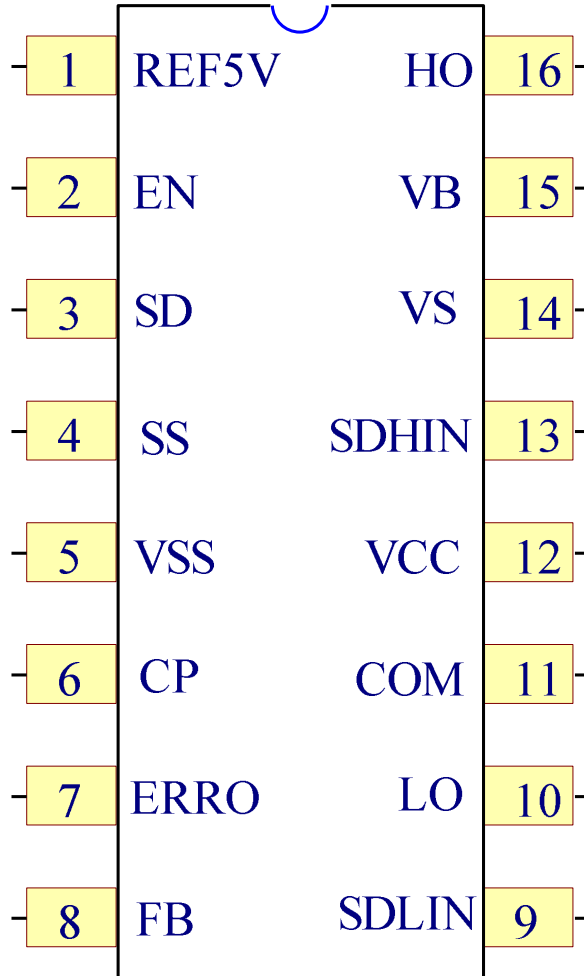 1 REF5V HO 16
2 EN VB 15
3 SD VS 14
4 SS SDHIN 13
5 VSS VCC 12
6 CP COM 11
7 ERRO LO 10
8 FB SDLIN 9